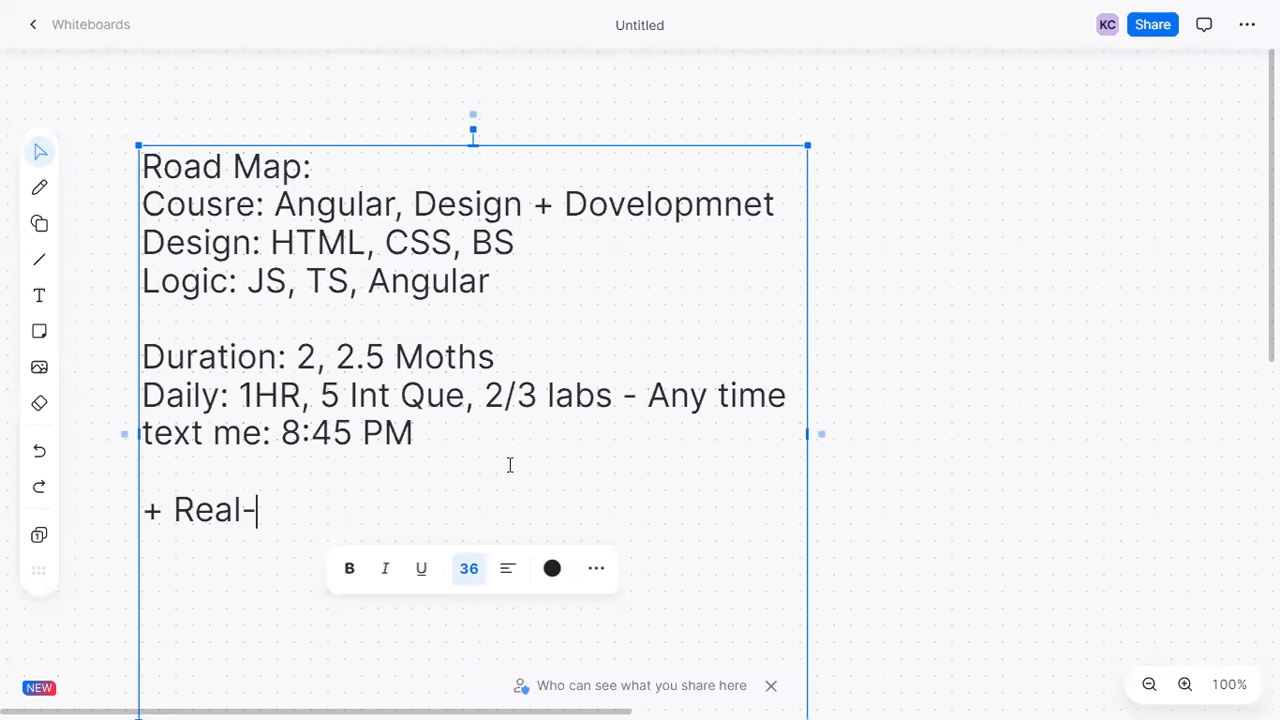 Whiteboards
Untitled
KC
Share
Road Map:
Cousre: Angular, Design + Dovelopmnet
Design: HTML, CSS, BS
Logic: JS, TS, Angular
Duration: 2, 2.5 Moths
Daily: 1HR, 5 Int Que, 2/3 labs - Any time
text me: 8:45 PM
+ Real-
B I U 36
NEW
Who can see what you share here
100%